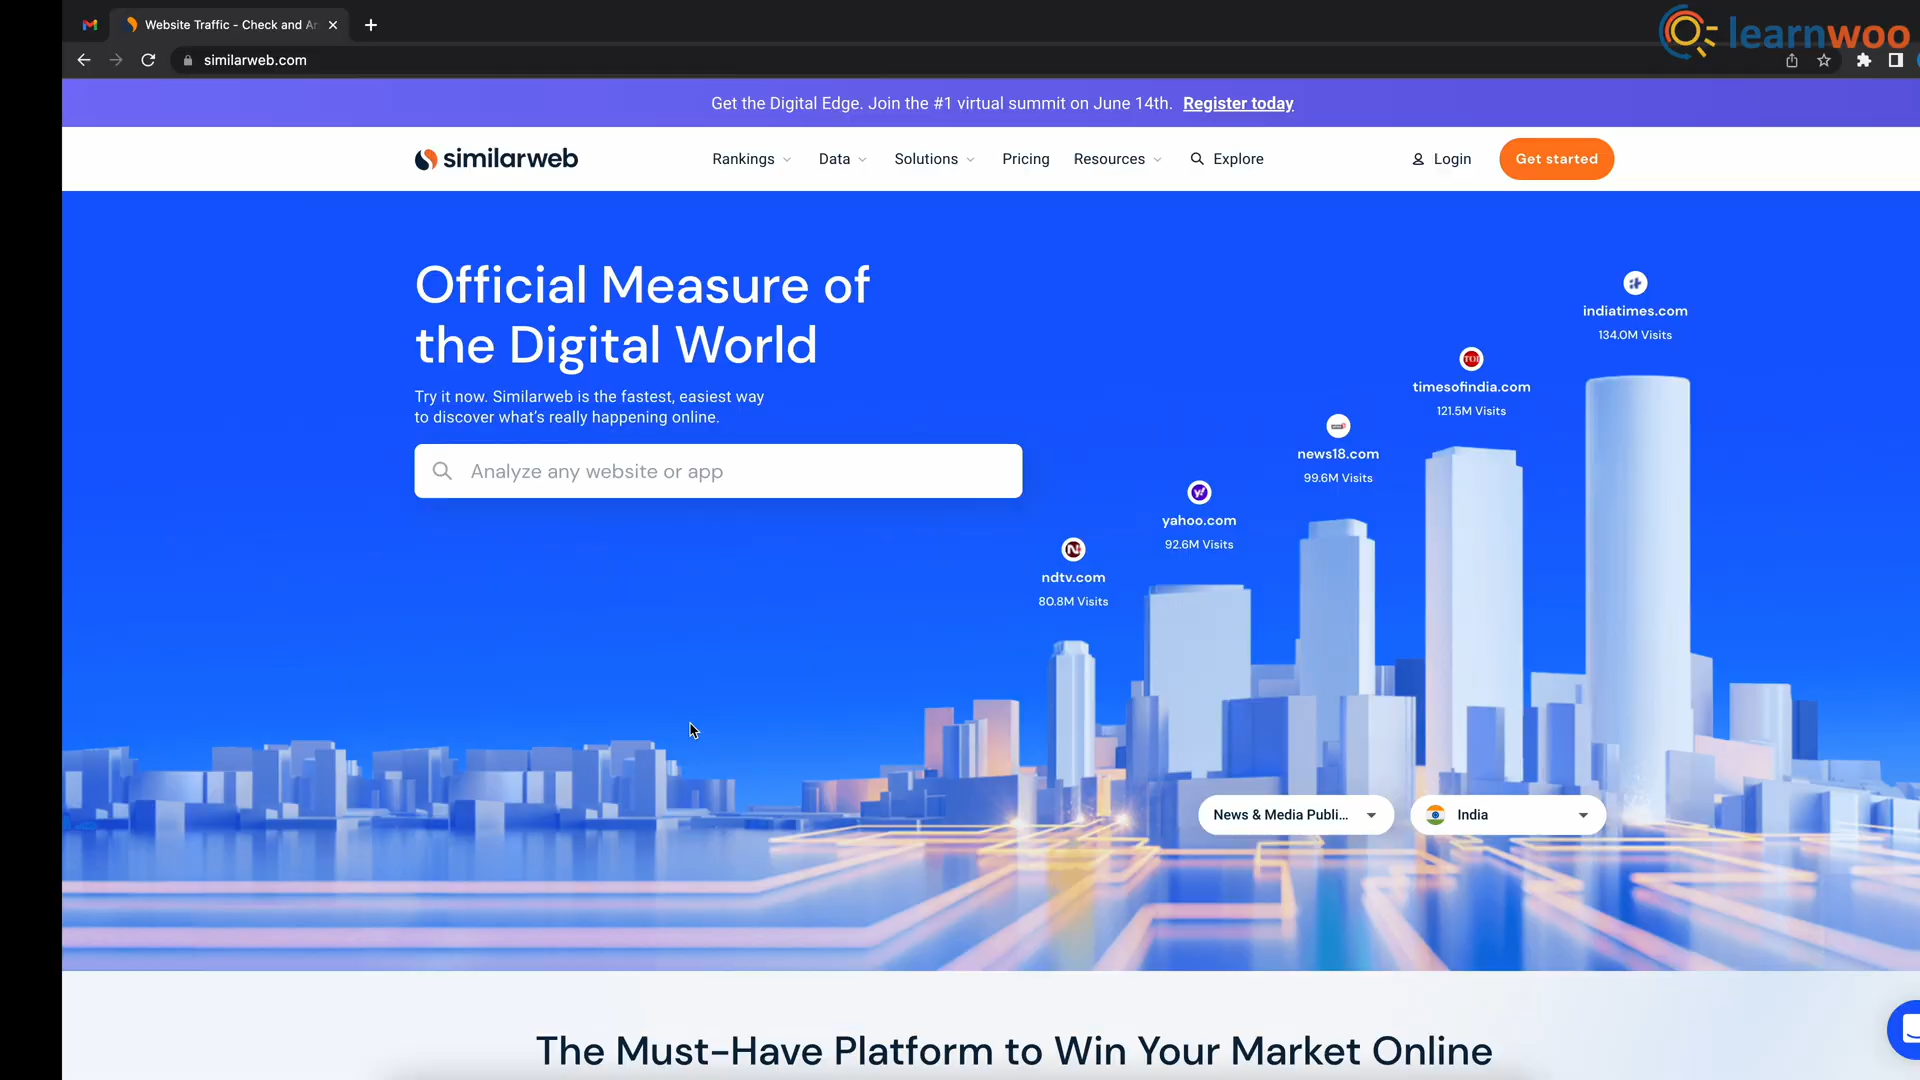 Website Traffic - Check and
learnwoo
similarweb.com
Get the Digital Edge. Join the #1 virtual summit on June 14th. Register today
similarweb
Rankings
Data
Solutions
Pricing
Resources
Explore
Login
Get started
Official Measure of
the Digital World
Try it now. Similarweb is the fastest, easiest way
to discover what's really happening online.
Analyze any website or app
indiatimes.com
134.0M Visits
TOI
timesofindia.com
121.5M Visits
news18.com
99.6M Visits
y!
yahoo.com
92.6M Visits
N
ndtv.com
80.8M Visits
News & Media Publi...
India
The Must-Have Platform to Win Your Market Online